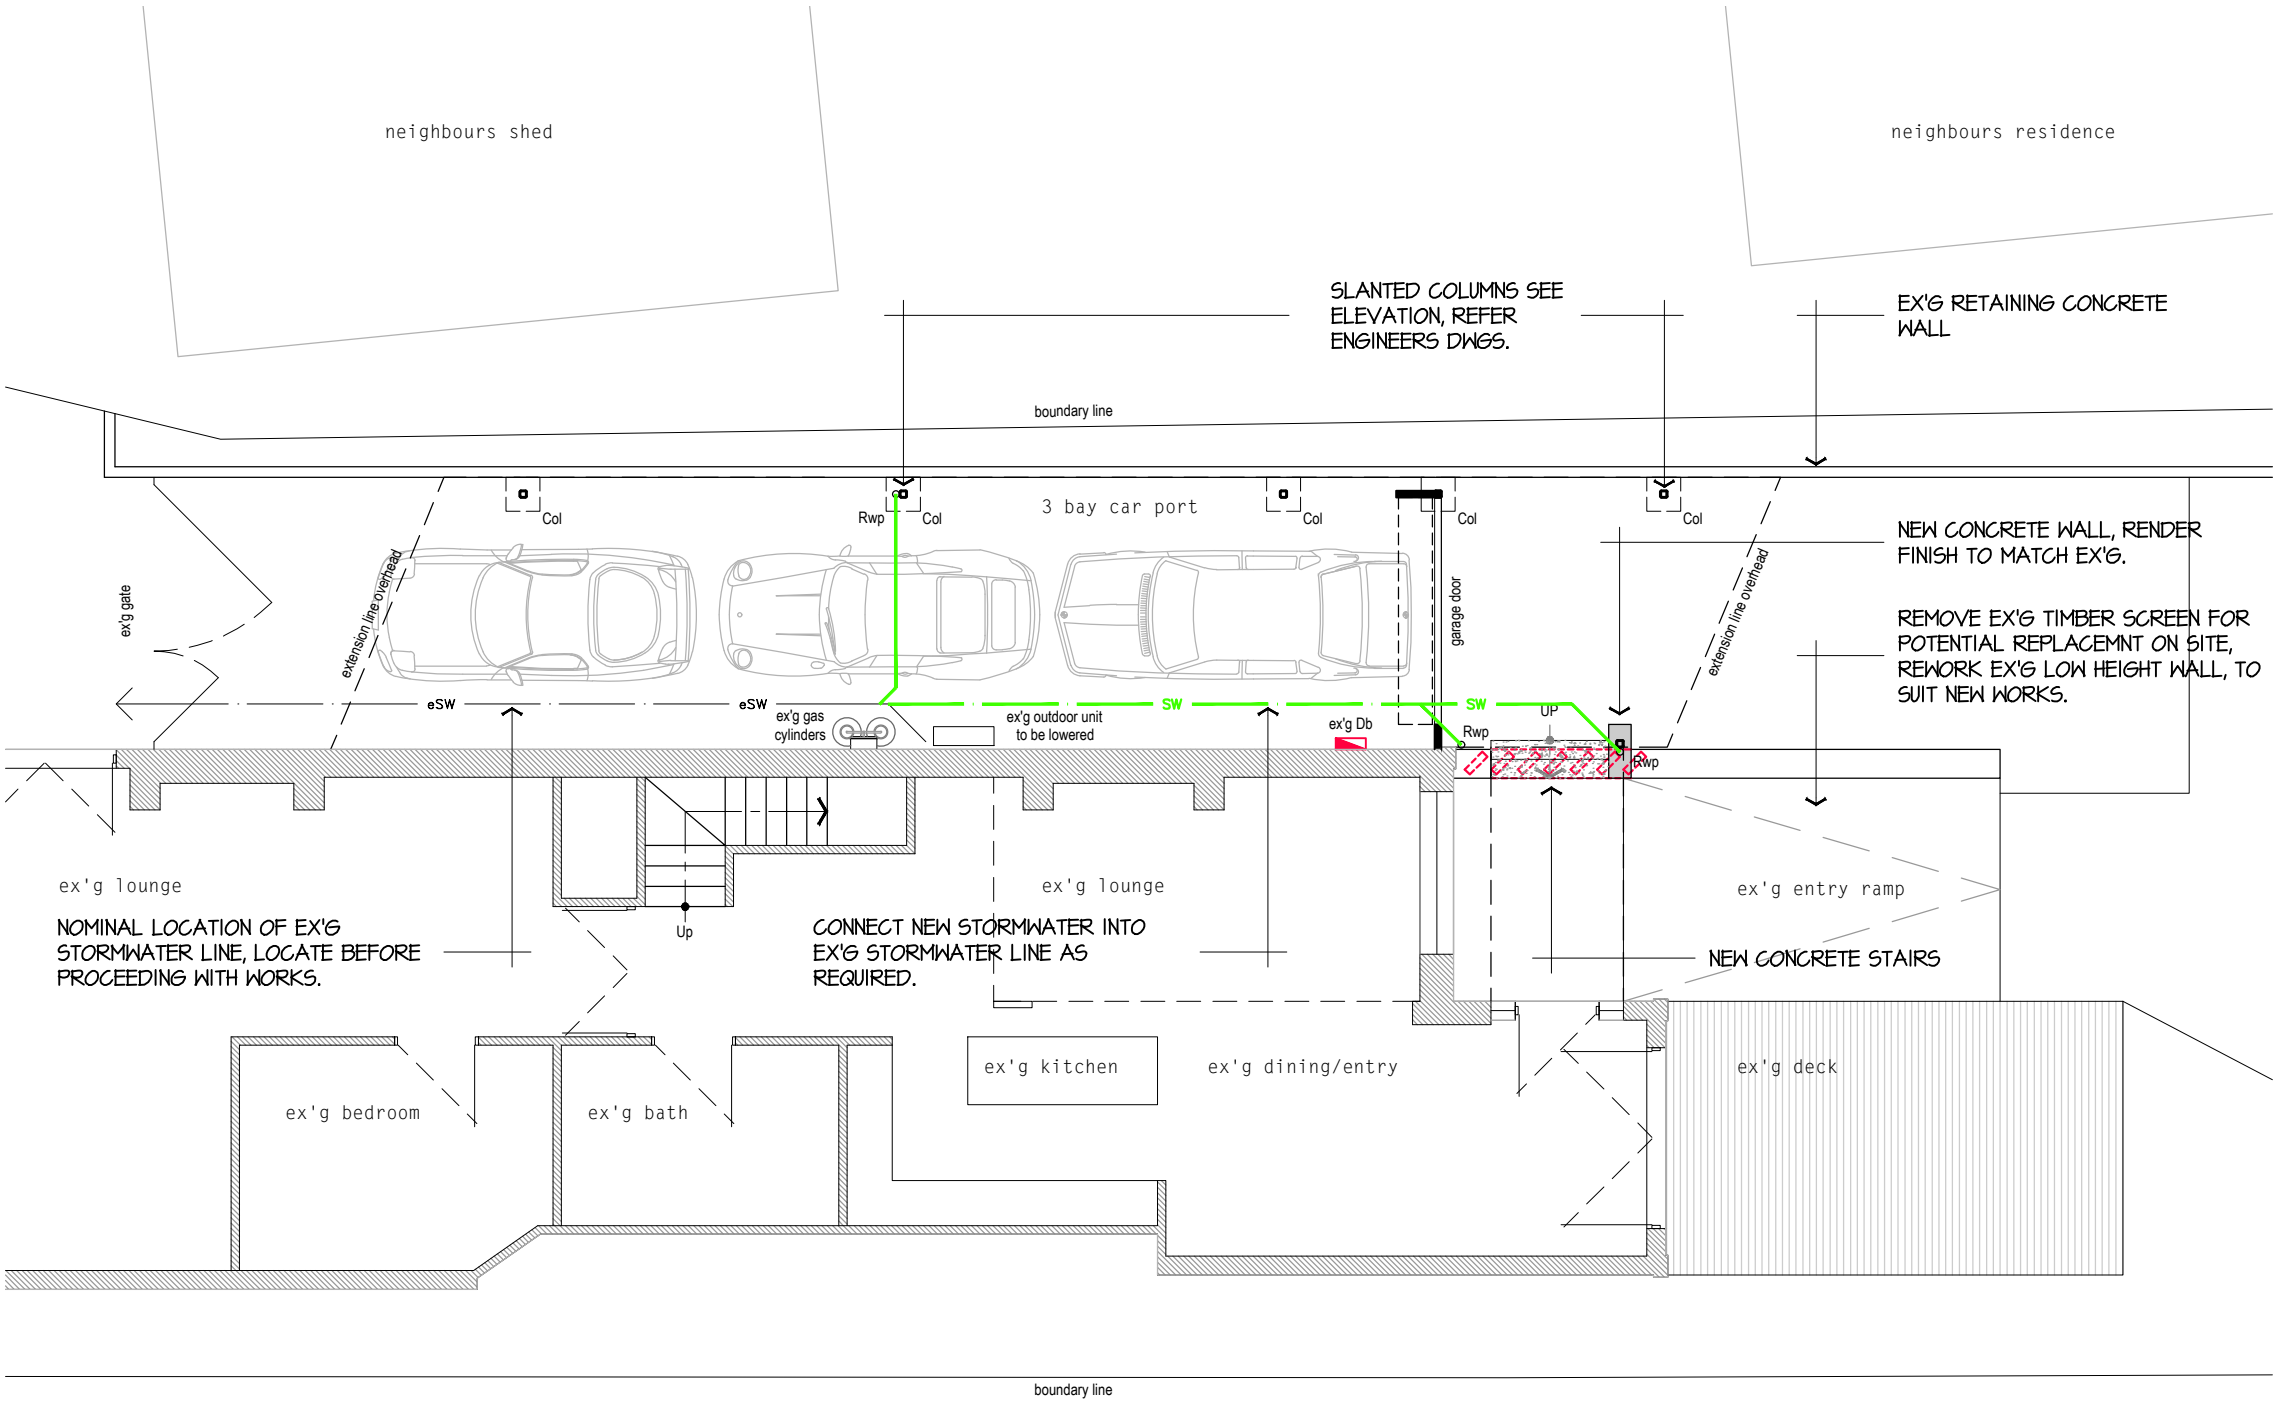 neighbours shed
neighbours residence
SLANTED COLUMNS SEE
ELEVATION, REFER
ENGINEERS DWGS.
EX'G RETAINING CONCRETE
WALL
boundary line
3 bay car port
Col
Rwp
Col
Col
Col
Col
NEW CONCRETE WALL, RENDER
FINISH TO MATCH EX'G.
ex'g gate
extension line overhead
garage door
extension line overhead
REMOVE EX'G TIMBER SCREEN FOR
POTENTIAL REPLACEMNT ON SITE,
REWORK EX'G LOW HEIGHT WALL, TO
SUIT NEW WORKS.
eSW
eSW
SW
SW
UP
ex'g gas
cylinders
ex'g outdoor unit
to be lowered
ex'g Db
Rwp
Rwp
ex'g lounge
ex'g lounge
ex'g entry ramp
NOMINAL LOCATION OF EX'G
STORMWATER LINE, LOCATE BEFORE
PROCEEDING WITH WORKS.
Up
CONNECT NEW STORMWATER INTO
EX'G STORMWATER LINE AS
REQUIRED.
NEW CONCRETE STAIRS
ex'g kitchen
ex'g dining/entry
ex'g deck
ex'g bedroom
ex'g bath
boundary line